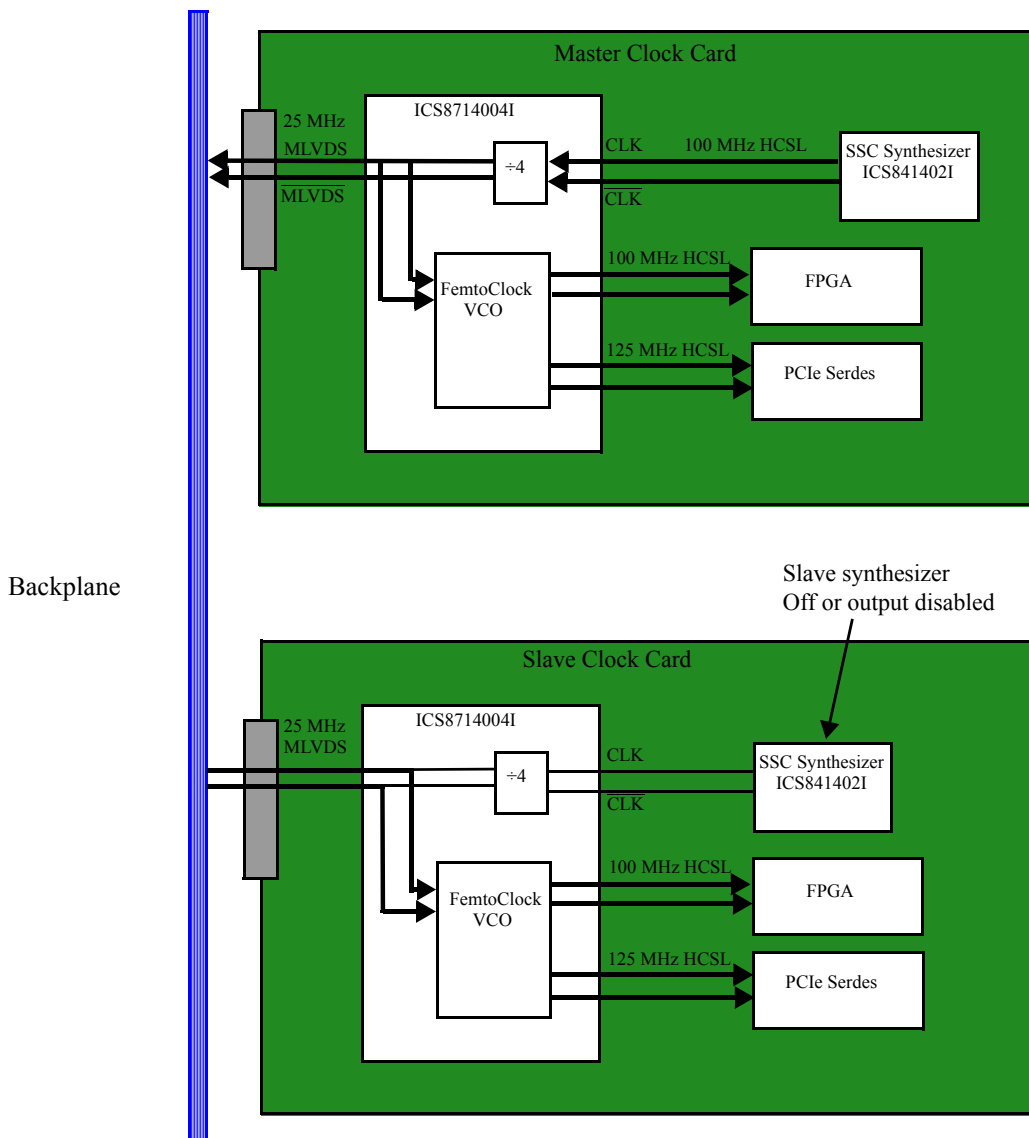 Master Clock Card
ICS8714004I
25 MHz
MLVDS
MLVDS
÷4
CLK
100 MHz HCSL
CLK
SSC Synthesizer
ICS841402I
FemtoClock
VCO
100 MHz HCSL
FPGA
125 MHz HCSL
PCIe Serdes
Backplane
Slave synthesizer
Off or output disabled
Slave Clock Card
ICS8714004I
25 MHz
MLVDS
÷4
CLK
CLK
SSC Synthesizer
ICS841402I
FemtoClock
VCO
100 MHz HCSL
FPGA
125 MHz HCSL
PCIe Serdes